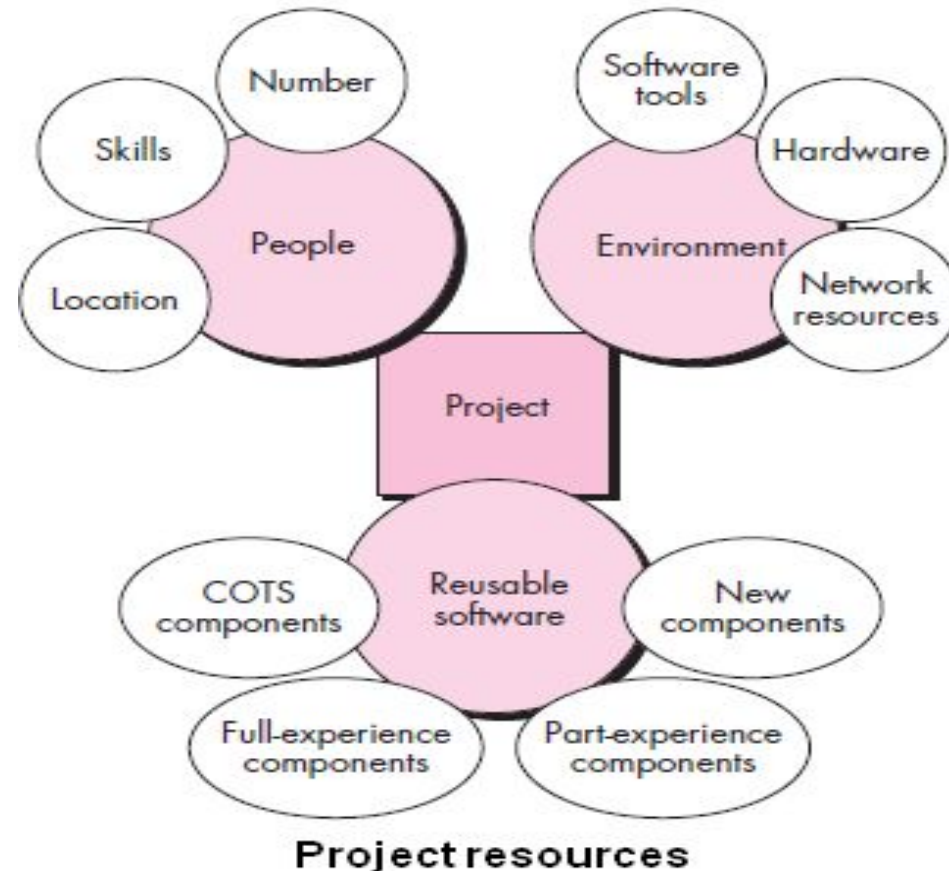 Number
Skills
People
Location
Software
tools
Hardware
Environment
Network
resources
Project
COTS
components
Reusable
software
New
components
Full-experience
components
Part-experience
components
Project resources